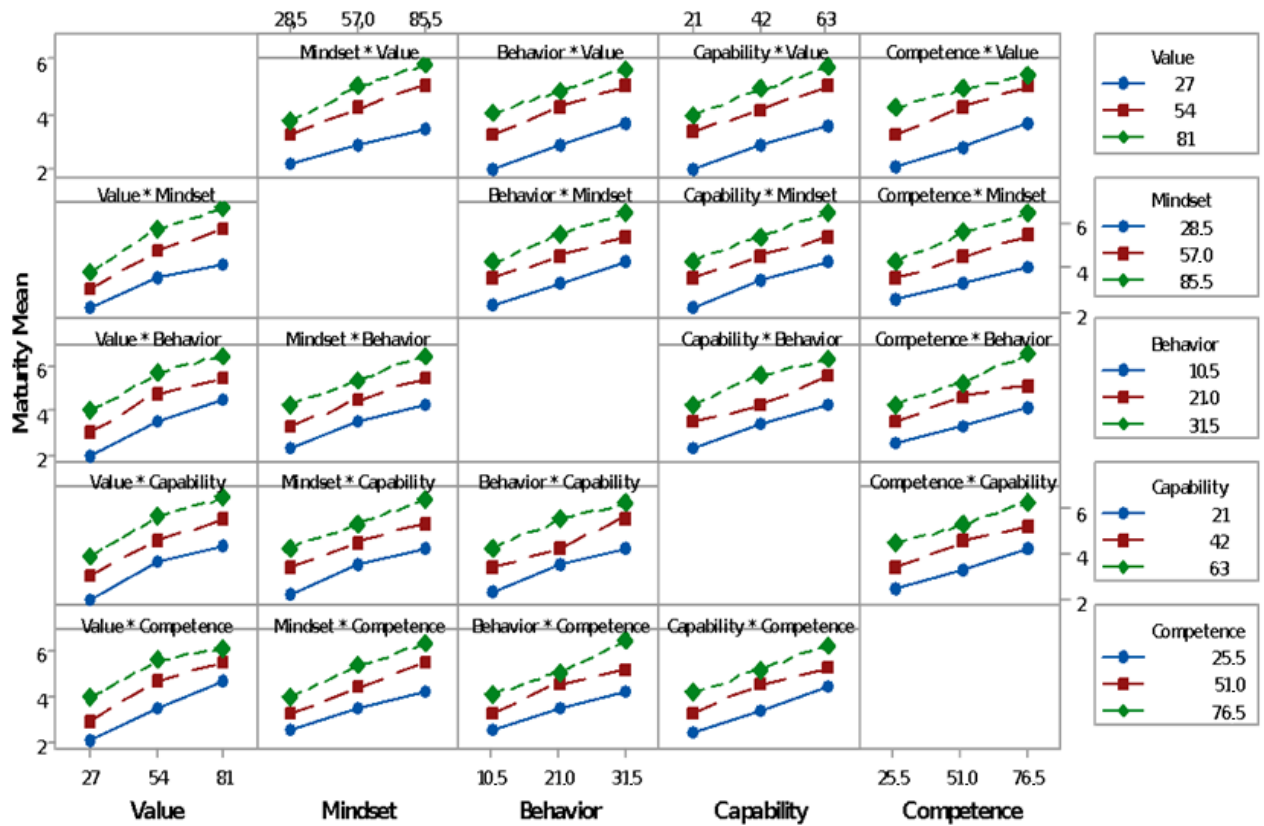 28,5 57,0 85,5 21 42 63
Mindset * Value Behavior * Value Capability * Value Competence * Value
6
4
2
Value
27
54
81
Value * Mindset Behavior * Mindset Capability * Mindset Competence * Mindset
6
4
2
Mindset
28.5
57.0
85.5
Maturity Mean
Value * Behavior Mindset * Behavior Capability * Behavior Competence * Behavior
6
4
2
Behavior
10.5
21.0
31.5
Value * Capability Mindset * Capability Behavior * Capability Competence * Capability
6
4
2
Capability
21
42
63
Value * Competence Mindset * Competence Behavior * Competence Capability * Competence
6
4
2
Competence
25.5
51.0
76.5
27 54 81 10.5 21.0 31.5 25.5 51.0 76.5
Value Mindset Behavior Capability Competence